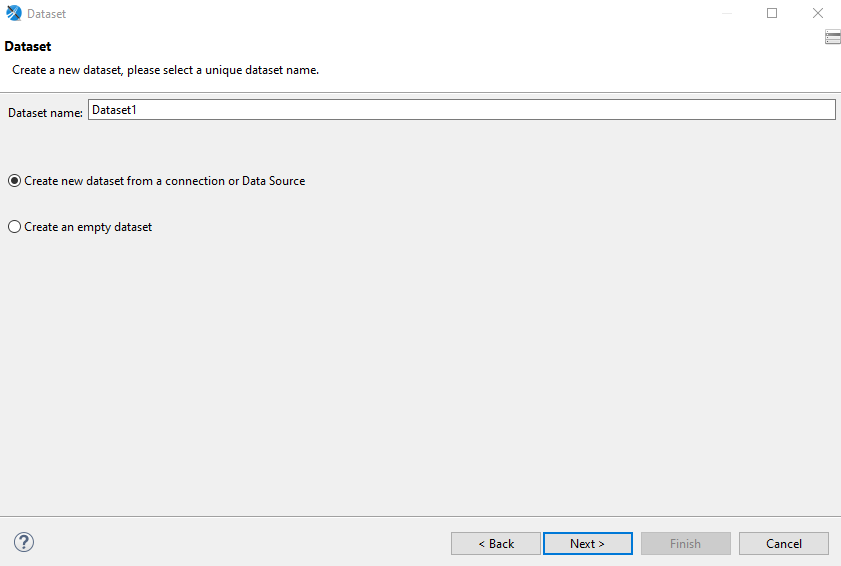 Dataset
Dataset
Create a new dataset, please select a unique dataset name.
Dataset name: Dataset1
Create new dataset from a connection or Data Source
Create an empty dataset
? < Back Next > Finish Cancel